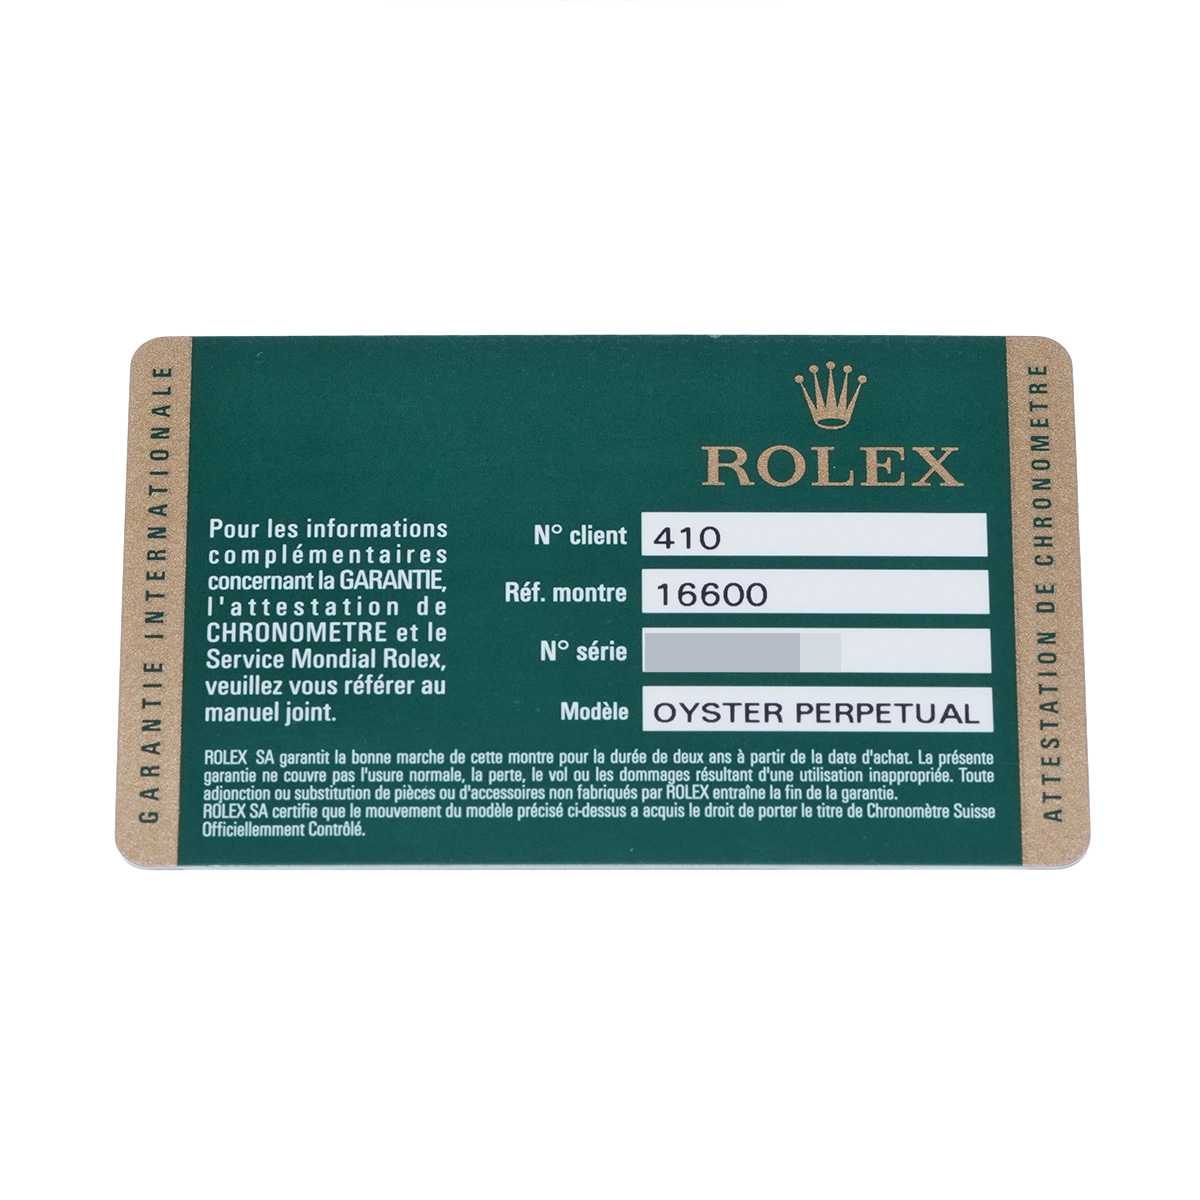 GARANTIE INTERNATIONALE
ROLEX
Pour les informations
complémentaires
concernant la GARANTIE,
l'attestation de
CHRONOMETRE et le
Service Mondial Rolex,
veuillez vous référer au
manuel joint.
N° client 410
Réf. montre 16600
N° série
Modèle OYSTER PERPETUAL
ROLEX SA garantit la bonne marche de cette montre pour la durée de deux ans à partir de la date d'achat. La présente
garantie ne couvre pas l'usure normale, la perte, le vol ou les dommages résultant d'une utilisation inappropriée. Toute
adjonction ou substitution de pièces ou d'accessoires non fabriqués par ROLEX entraîne la fin de la garantie.
ROLEX SA certifie que le mouvement du modèle précisé ci-dessus a acquis le droit de porter le titre de Chronomètre Suisse
Officiellemment Contrôlé.
ATTESTATION DE CHRONOMETRE